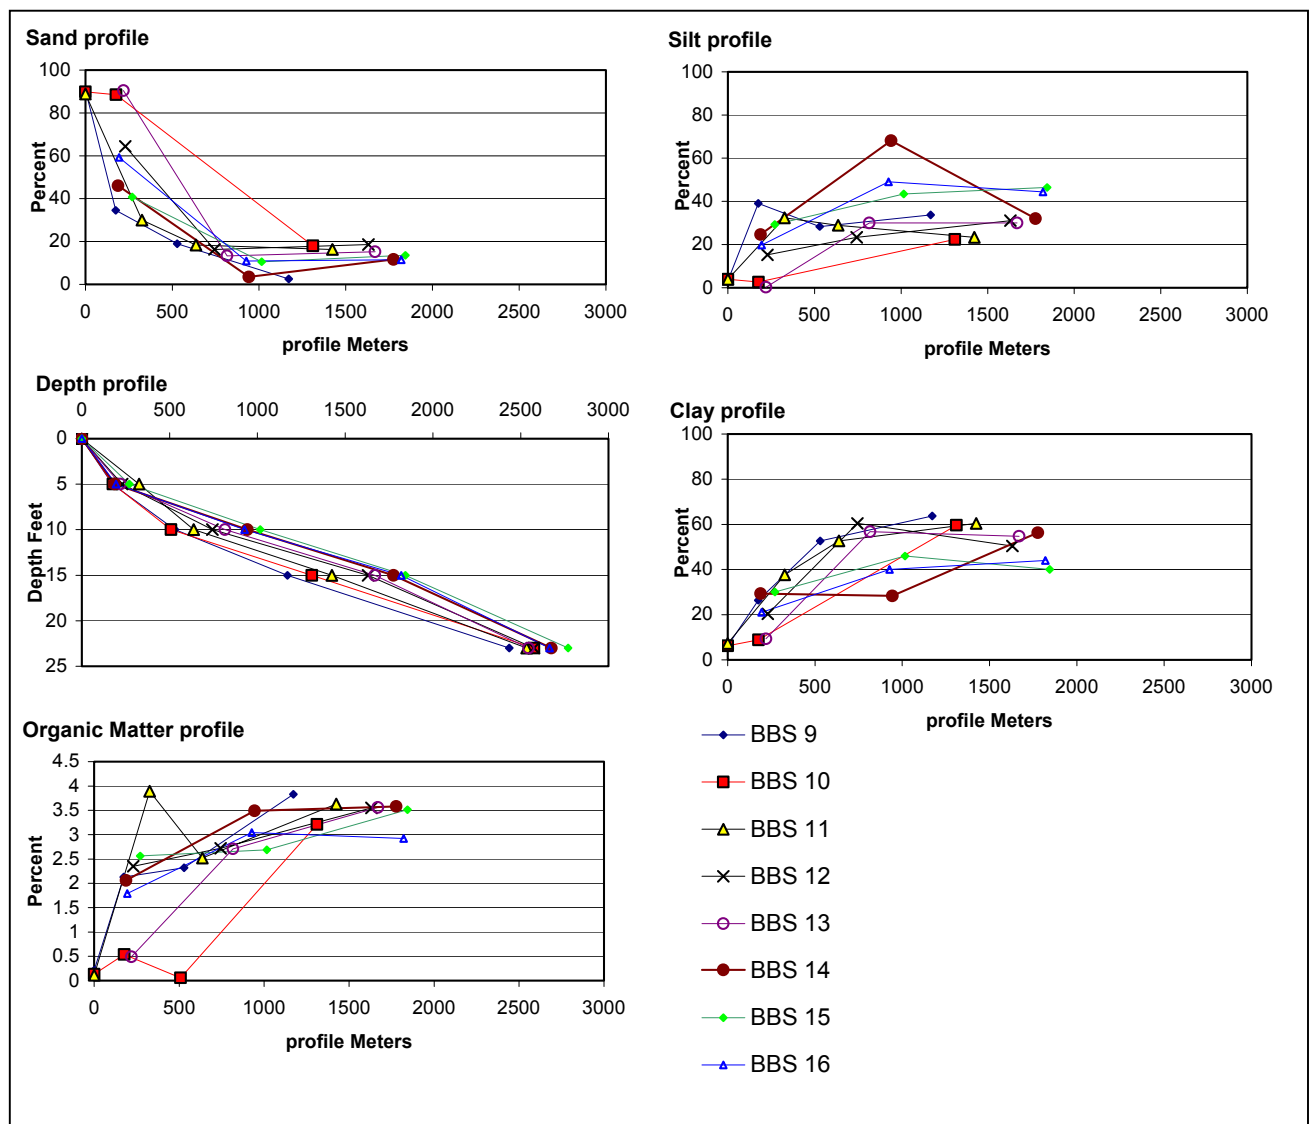 Sand profile
100
80
60
40
20
0
Percent
0 500 1000 1500 2000 2500 3000
profile Meters
Silt profile
100
80
60
40
20
0
Percent
0 500 1000 1500 2000 2500 3000
profile Meters
Depth profile
0 500 1000 1500 2000 2500 3000
0
5
10
15
20
25
Depth Feet
Clay profile
100
80
60
40
20
0
Percent
0 500 1000 1500 2000 2500 3000
profile Meters
Organic Matter profile
4.5
4
3.5
3
2.5
2
1.5
1
0.5
0
Percent
0 500 1000 1500 2000 2500 3000
profile Meters
BBS 9
BBS 10
BBS 11
BBS 12
BBS 13
BBS 14
BBS 15
BBS 16